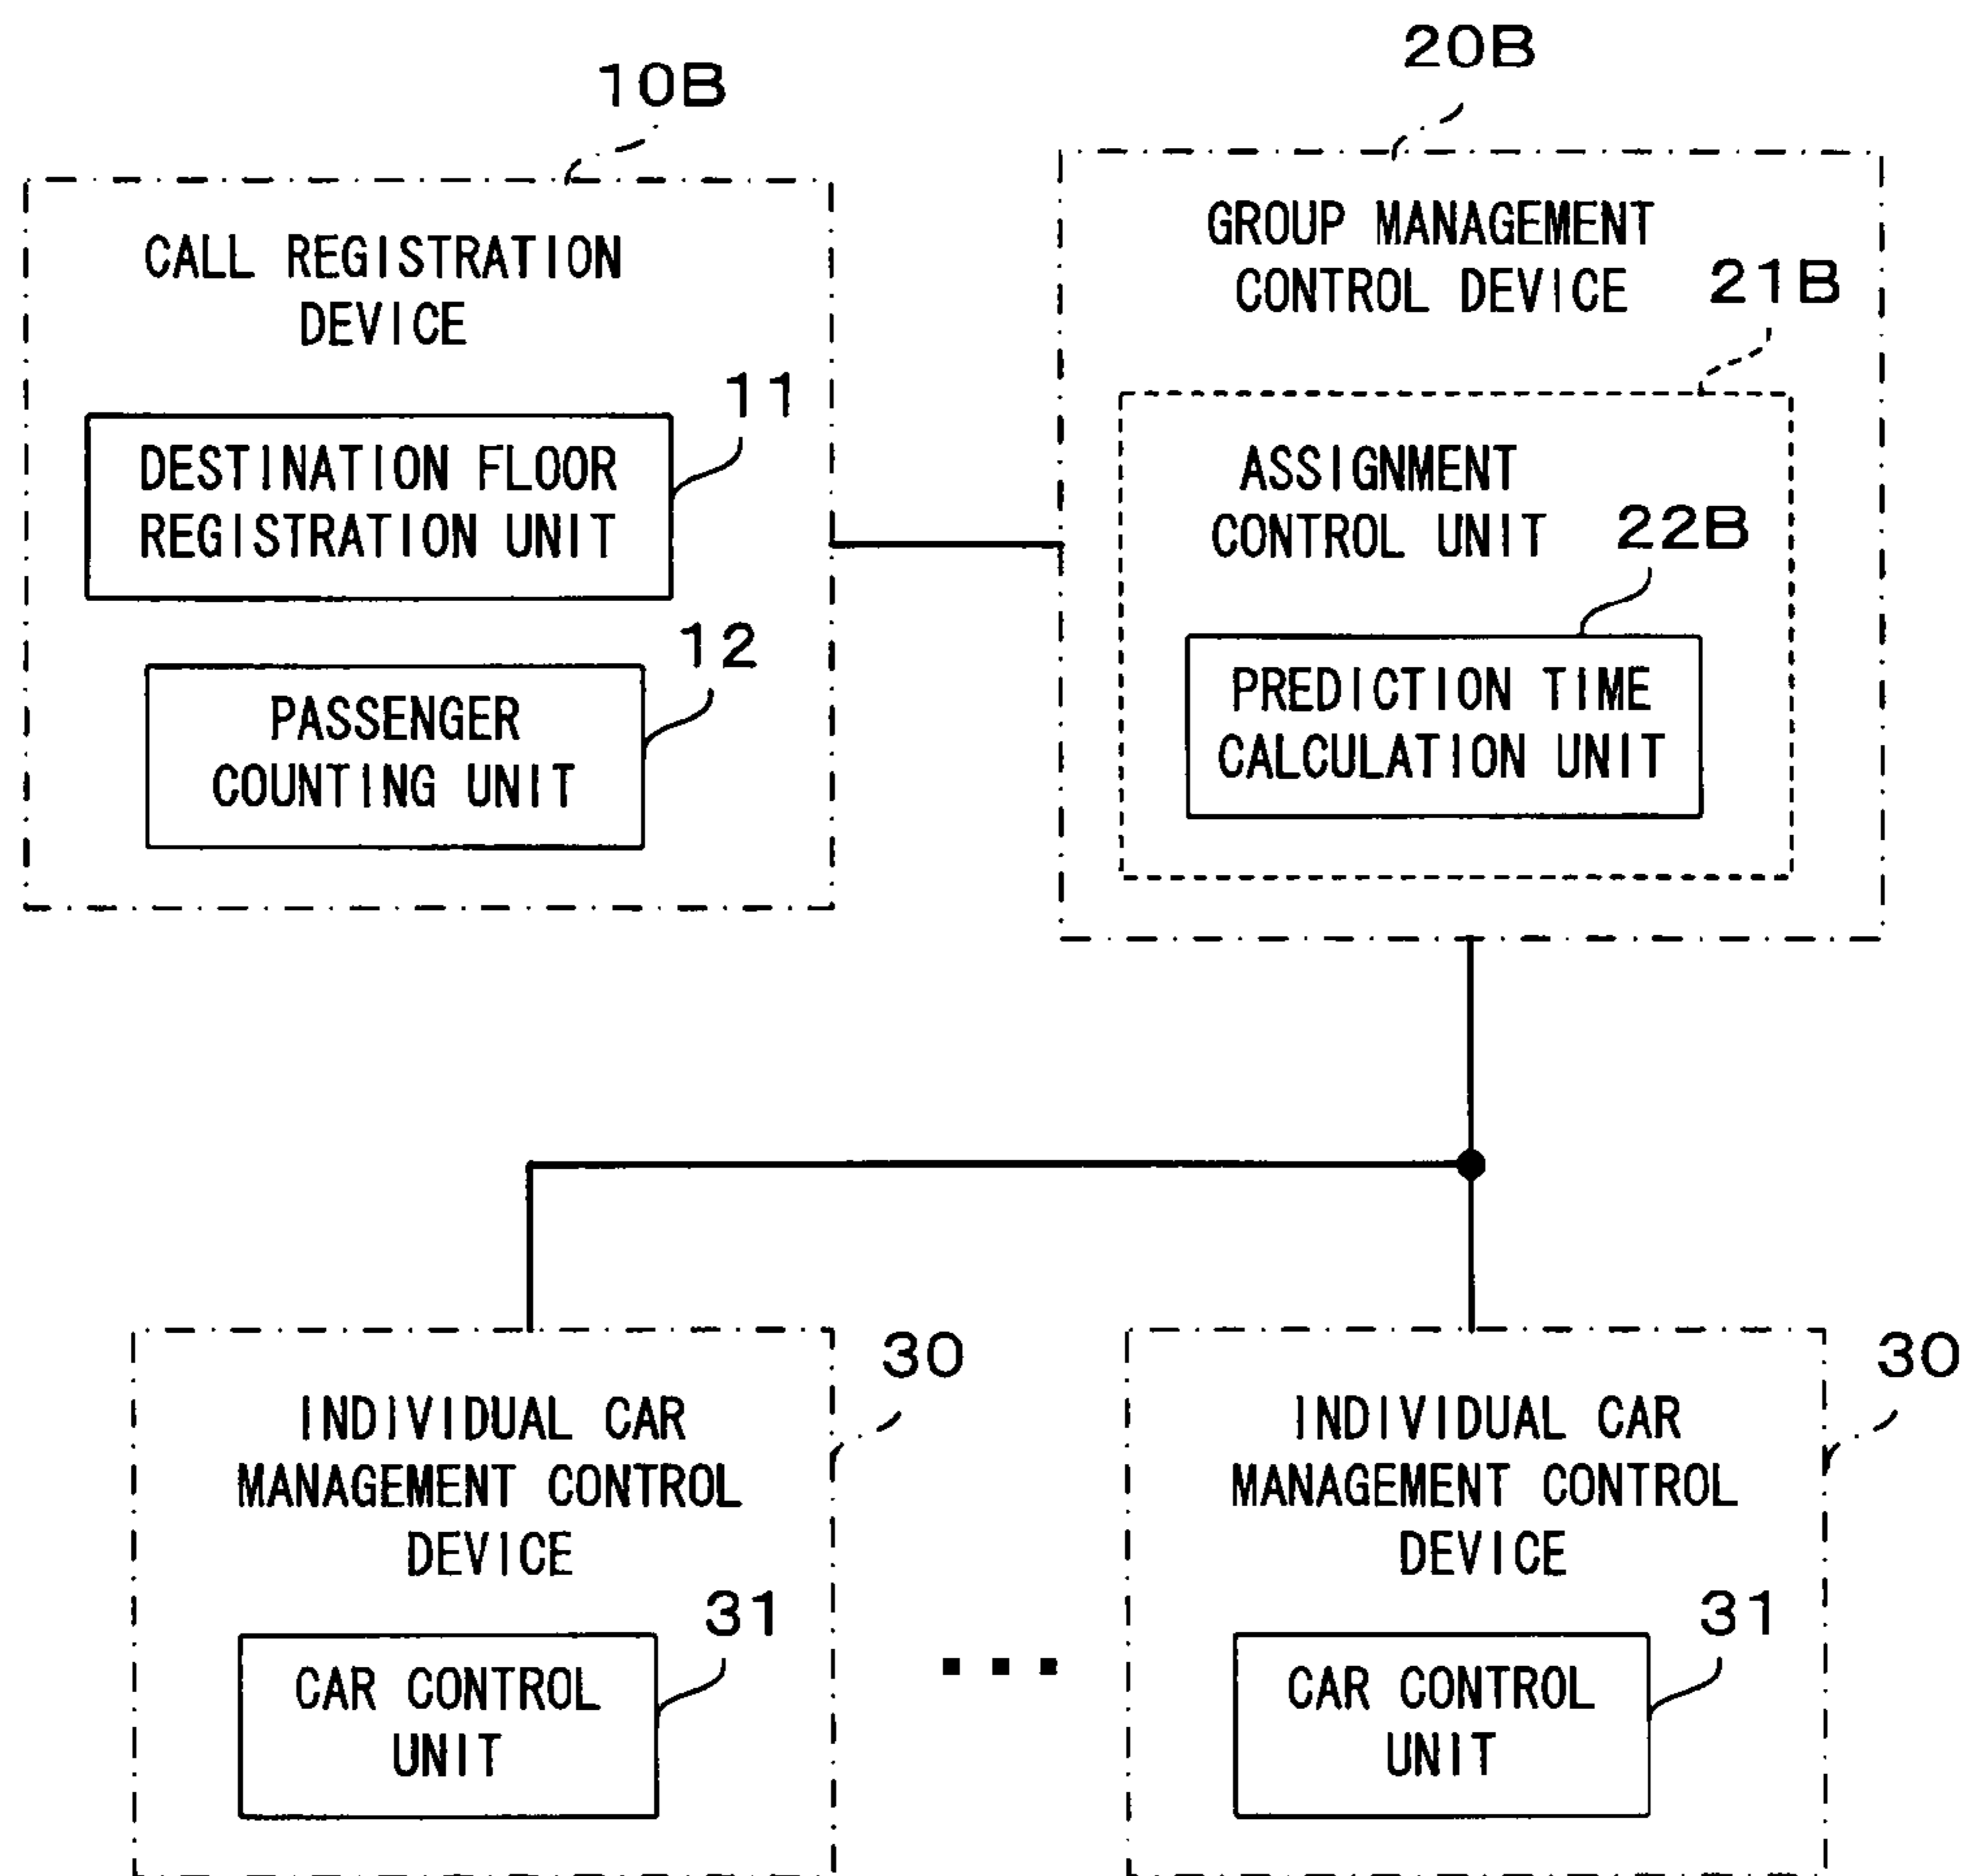 10B
CALL REGISTRATION
DEVICE
11
DESTINATION FLOOR
REGISTRATION UNIT
12
PASSENGER
COUNTING UNIT
20B
GROUP MANAGEMENT
CONTROL DEVICE
21B
ASSIGNMENT
CONTROL UNIT
22B
PREDICTION TIME
CALCULATION UNIT
30
INDIVIDUAL CAR
MANAGEMENT CONTROL
DEVICE
31
CAR CONTROL
UNIT
30
INDIVIDUAL CAR
MANAGEMENT CONTROL
DEVICE
31
CAR CONTROL
UNIT